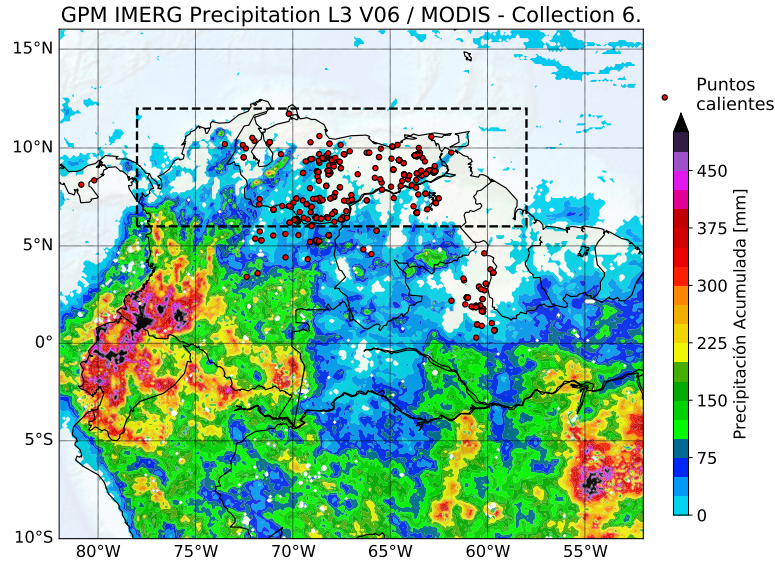 GPM IMERG Precipitation L3 V06 / MODIS - Collection 6.
15°N
10°N
5°N
0°
5°S
10°S
80°W 75°W 70°W 65°W 60°W 55°W
Puntos
calientes
450
375
300
225
150
75
0
Precipitación Acumulada [mm]